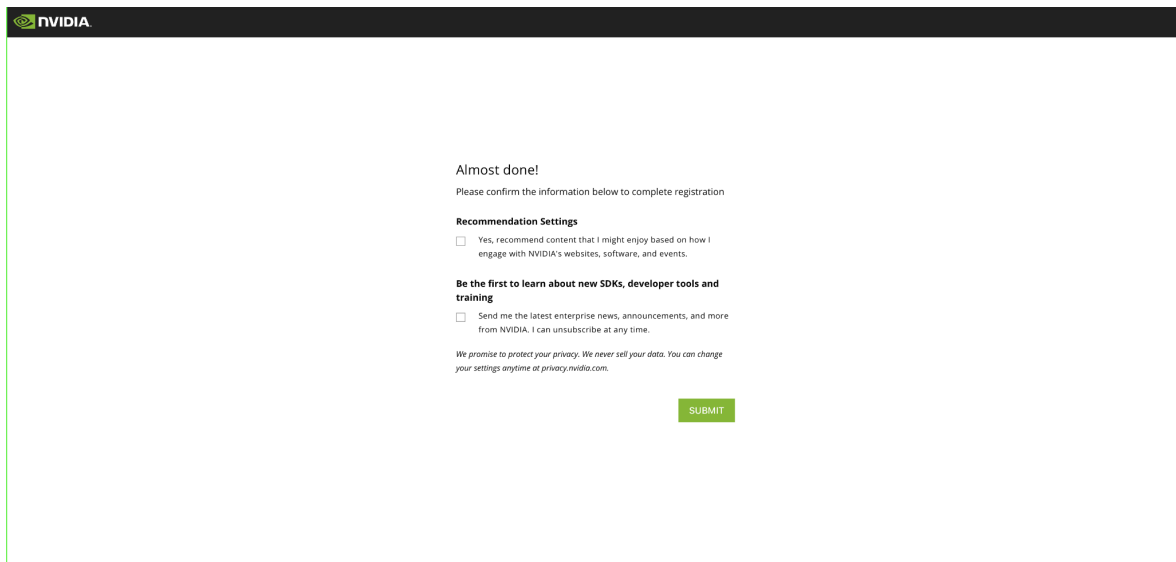 NVIDIA.
Almost done!
Please confirm the information below to complete registration
Recommendation Settings
Yes, recommend content that I might enjoy based on how I
engage with NVIDIA's websites, software, and events.
Be the first to learn about new SDKs, developer tools and
training
Send me the latest enterprise news, announcements, and more
from NVIDIA. I can unsubscribe at any time.
We promise to protect your privacy. We never sell your data. You can change
your settings anytime at privacy.nvidia.com.
SUBMIT